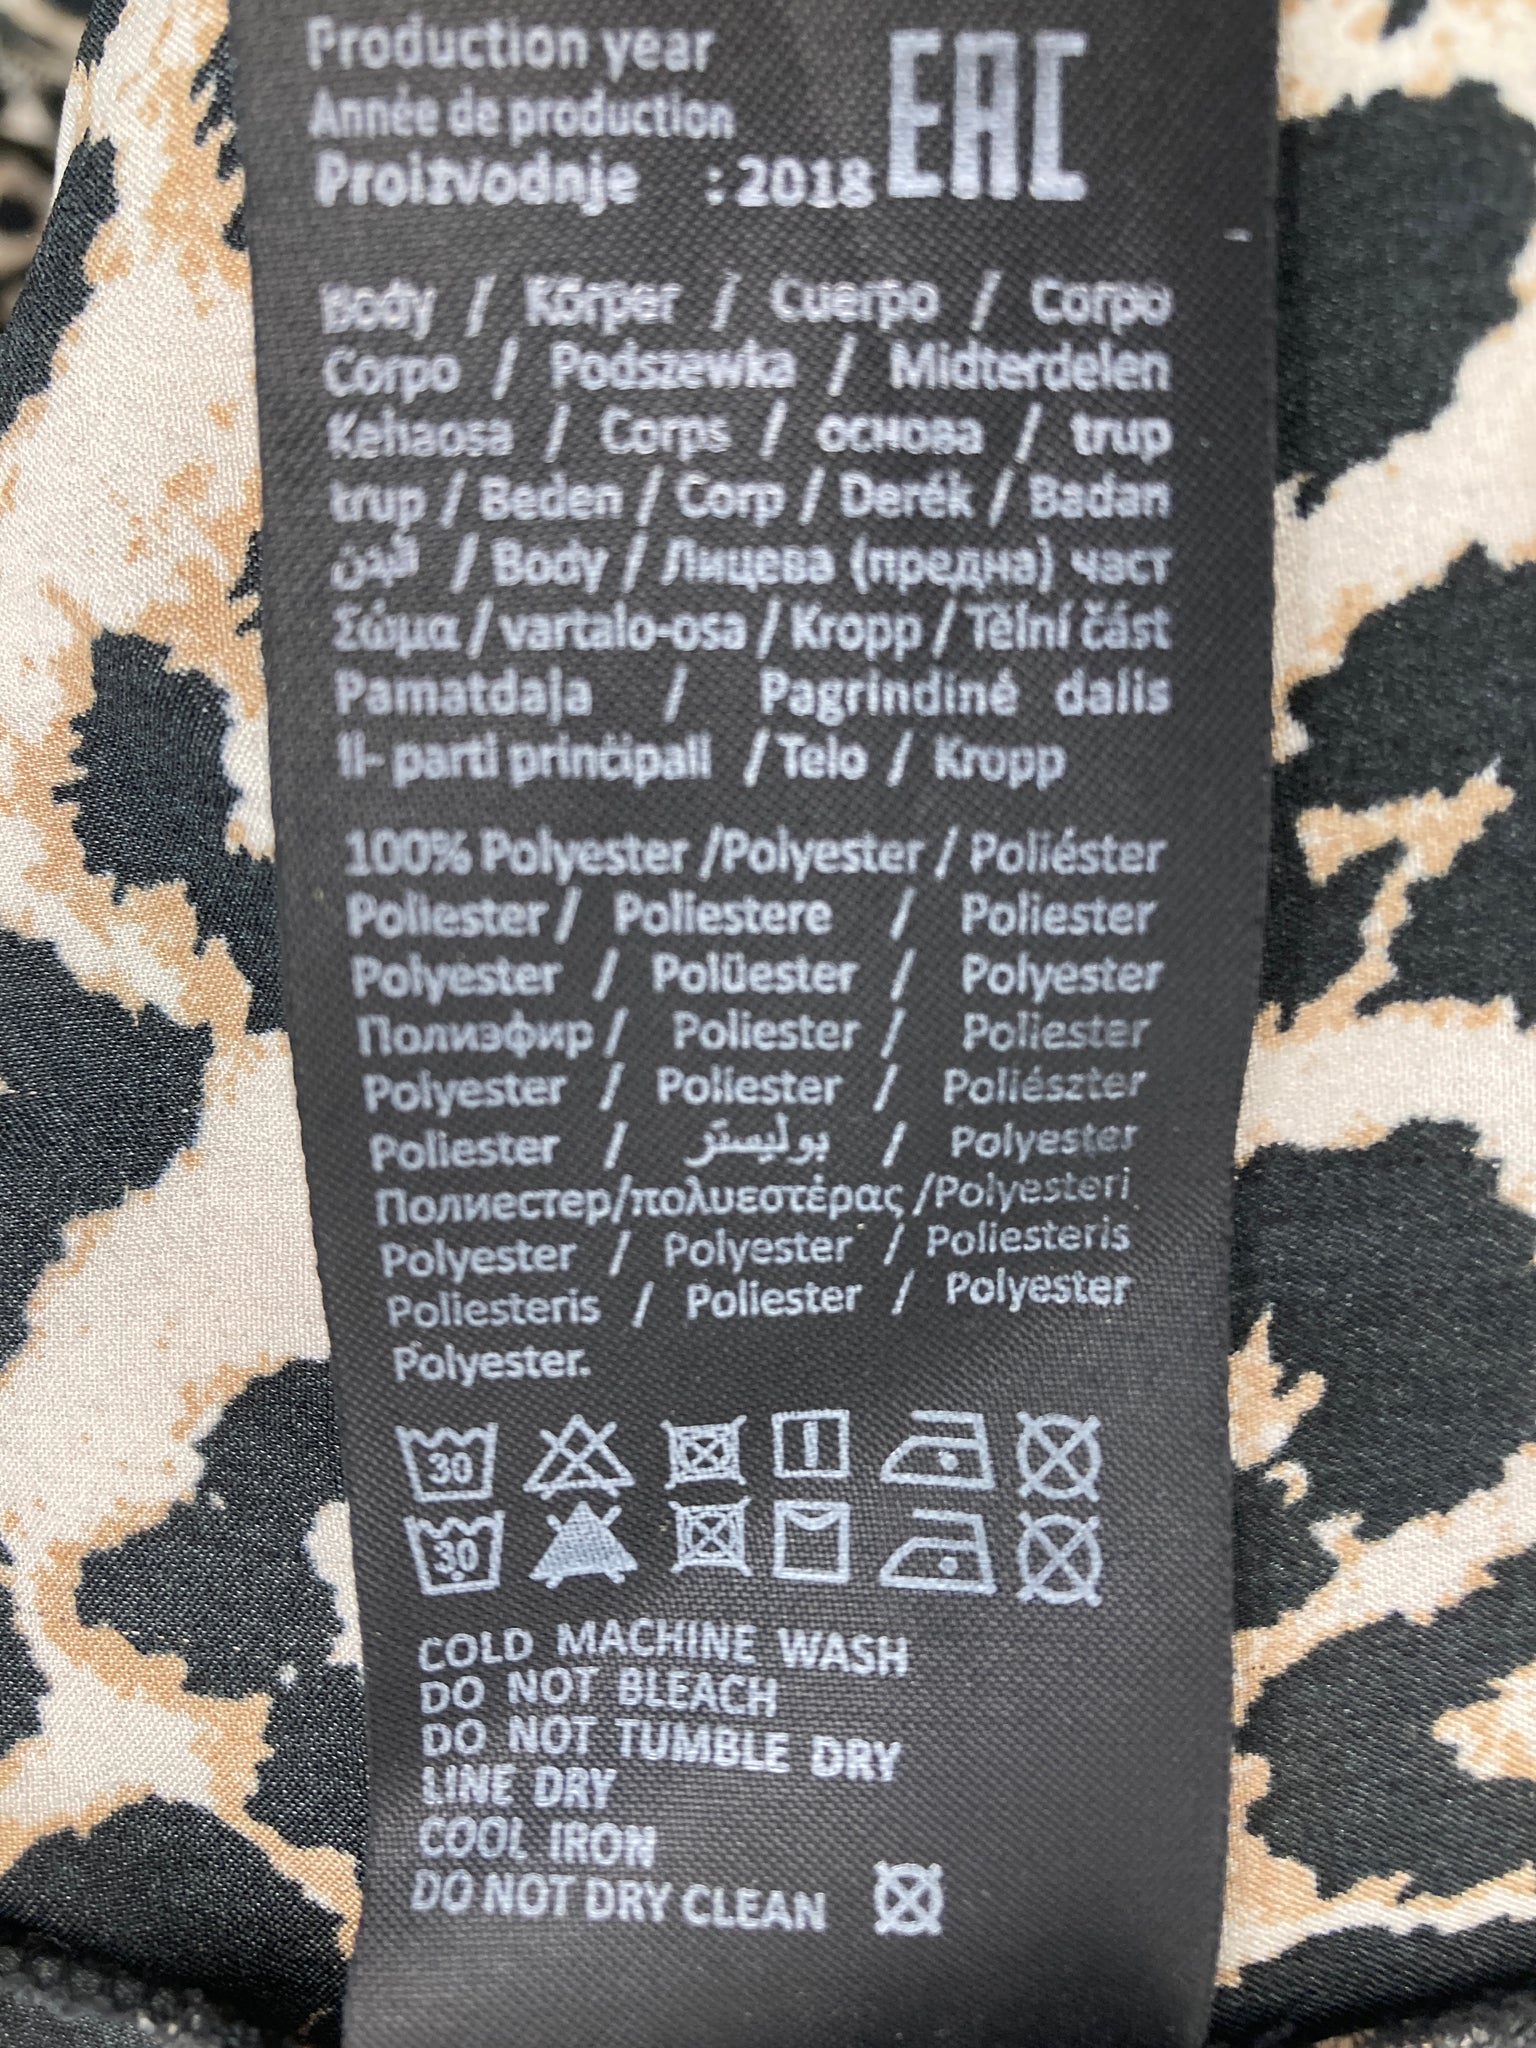 Production year
Année de production
Proizvodnje : 2018 EAC
Body / Körper / Cuerpo / Corpo
Corpo / Podszewka / Midterdelen
Kehaosa / Corps / основа / trup
trup / Beden / Corp / Derék / Badan
البدن / Body / Лицева (предна) част
Σώμα / vartalo-osa / Kropp / Tělní část
Pamatdaļa / Pagrindinė dalis
Il- parti prinċipali / Telo / Kropp
100% Polyester /Polyester / Poliéster
Poliester / Poliestere / Poliester
Polyester / Polüester / Polyester
Полиэфир / Poliester / Poliester
Polyester / Poliester / Poliészter
Poliester / بوليستر / Polyester
Полиестер/πολυεστέρας /Polyesteri
Polyester / Polyester / Poliesteris
Poliesteris / Poliester / Polyester
Polyester.
30
30
COLD MACHINE WASH
DO NOT BLEACH
DO NOT TUMBLE DRY
LINE DRY
COOL IRON
DO NOT DRY CLEAN